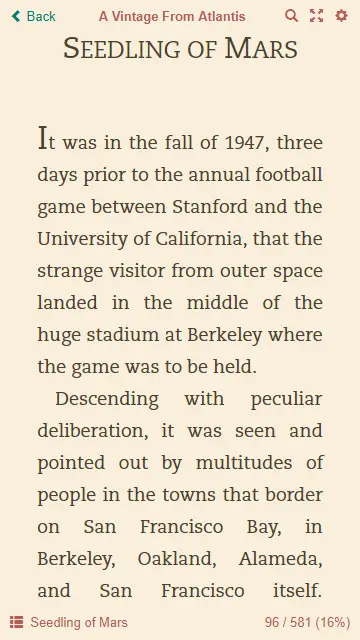 Back
A Vintage From Atlantis
SEEDLING OF MARS
It was in the fall of 1947, three
days prior to the annual football
game between Stanford and the
University of California, that the
strange visitor from outer space
landed in the middle of the
huge stadium at Berkeley where
the game was to be held.
Descending with peculiar
deliberation, it was seen and
pointed out by multitudes of
people in the towns that border
on San Francisco Bay, in
Berkeley, Oakland, Alameda,
and San Francisco itself.
Seedling of Mars
96 / 581 (16%)